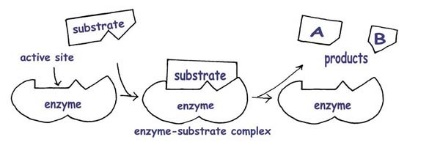 substrate
active site
enzyme
substrate
enzyme
enzyme-substrate complex
A
B
products
enzyme